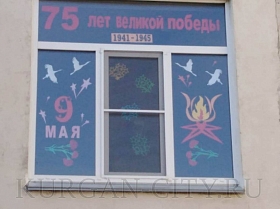 75 лет великой победы
1941-1945
9
МАЯ
KURGAN-CITY.RU